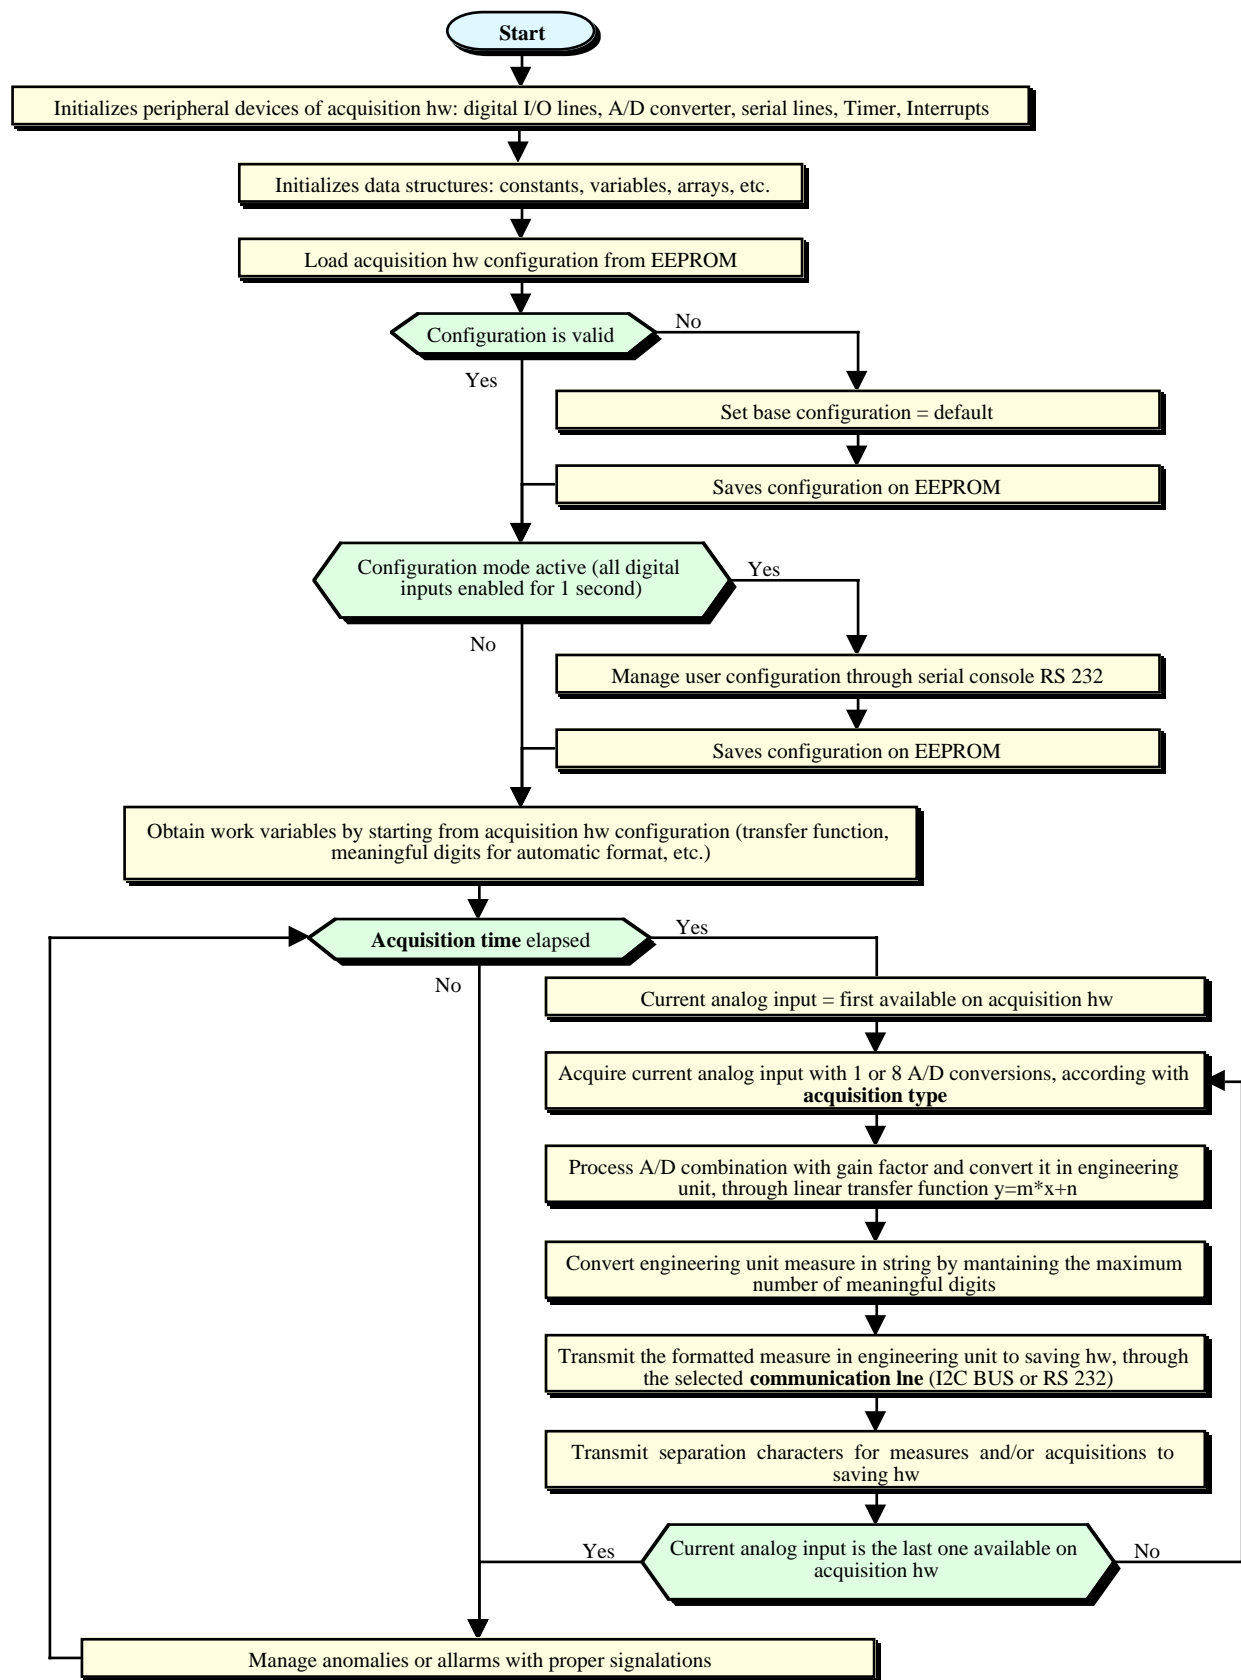 Start
Initializes peripheral devices of acquisition hw: digital I/O lines, A/D converter, serial lines, Timer, Interrupts
Initializes data structures: constants, variables, arrays, etc.
Load acquisition hw configuration from EEPROM
Configuration is valid
No
Yes
Set base configuration = default
Saves configuration on EEPROM
Configuration mode active (all digital
inputs enabled for 1 second)
Yes
No
Manage user configuration through serial console RS 232
Saves configuration on EEPROM
Obtain work variables by starting from acquisition hw configuration (transfer function,
meaningful digits for automatic format, etc.)
Acquisition time elapsed
Yes
No
Current analog input = first available on acquisition hw
Acquire current analog input with 1 or 8 A/D conversions, according with
acquisition type
Process A/D combination with gain factor and convert it in engineering
unit, through linear transfer function y=m*x+n
Convert engineering unit measure in string by mantaining the maximum
number of meaningful digits
Transmit the formatted measure in engineering unit to saving hw, through
the selected communication lne (I2C BUS or RS 232)
Transmit separation characters for measures and/or acquisitions to
saving hw
Yes
Current analog input is the last one available on
acquisition hw
No
Manage anomalies or allarms with proper signalations